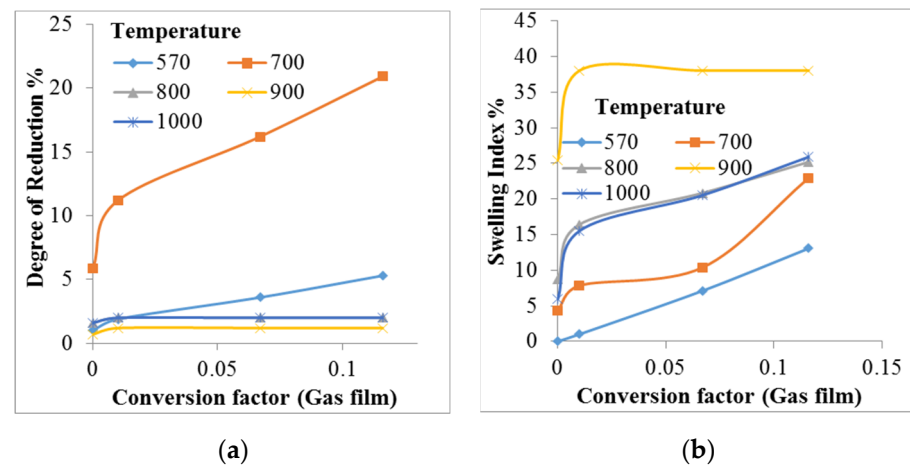 25
20
15
10
5
0
Degree of Reduction %
Temperature
570 700
800 900
1000
0 0.05 0.1
Conversion factor (Gas film)
(a)
45
40
35
30
25
20
15
10
5
0
Swelling Index %
Temperature
570 700
800 900
1000
0 0.05 0.1 0.15
Conversion factor (Gas film)
(b)